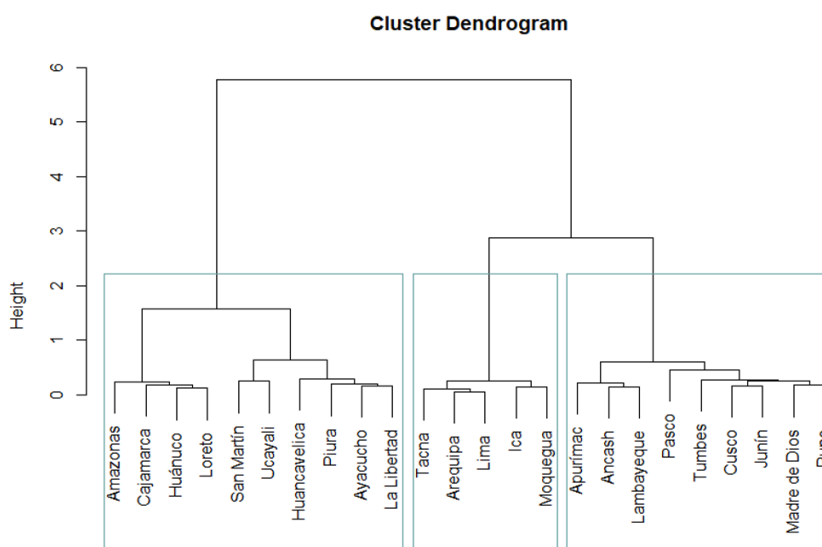 Cluster Dendrogram
Height
6
5
4
3
2
1
0
Amazonas
Cajamarca
Huánuco
Loreto
San Martín
Ucayali
Huancavelica
Piura
Ayacucho
La Libertad
Tacna
Arequipa
Lima
Ica
Moquegua
Apurímac
Ancash
Lambayeque
Pasco
Tumbes
Cusco
Junín
Madre de Dios